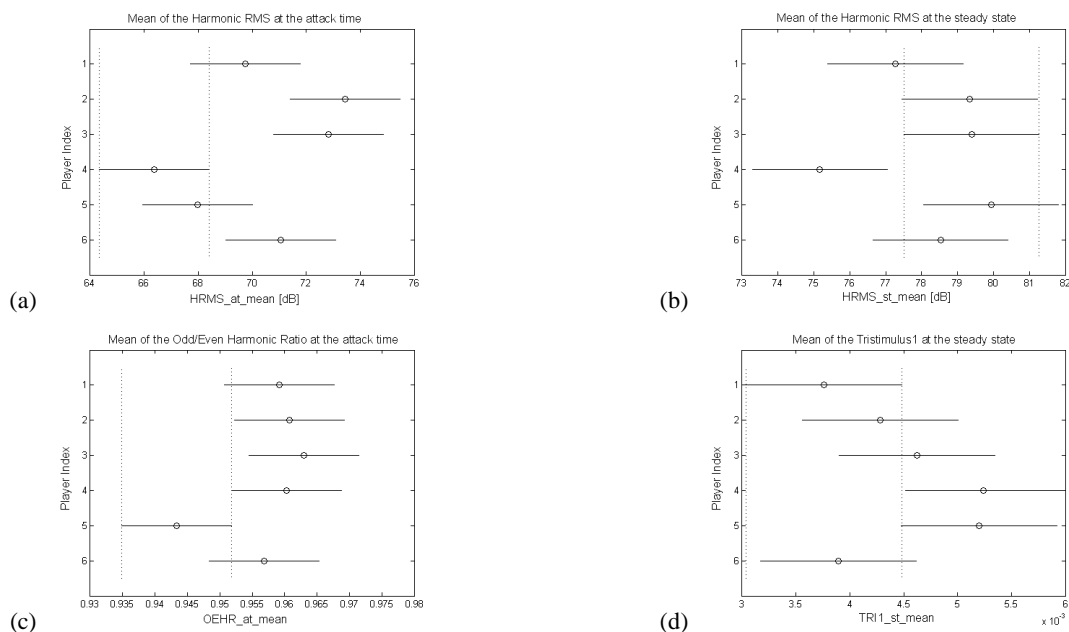 Mean of the Harmonic RMS at the attack time
1
2
3
4
5
6
Player Index
64 66 68 70 72 74 76
HRMS_at_mean [dB]
(a)
Mean of the Harmonic RMS at the steady state
1
2
3
4
5
6
Player Index
73 74 75 76 77 78 79 80 81 82
HRMS_st_mean [dB]
(b)
Mean of the Odd/Even Harmonic Ratio at the attack time
1
2
3
4
5
6
Player Index
0.93 0.935 0.94 0.945 0.95 0.955 0.96 0.965 0.97 0.975 0.98
OEHR_at_mean
(c)
Mean of the Tristimulus1 at the steady state
1
2
3
4
5
6
Player Index
3 3.5 4 4.5 5 5.5 6
TRI1_st_mean
x 10⁻³
(d)